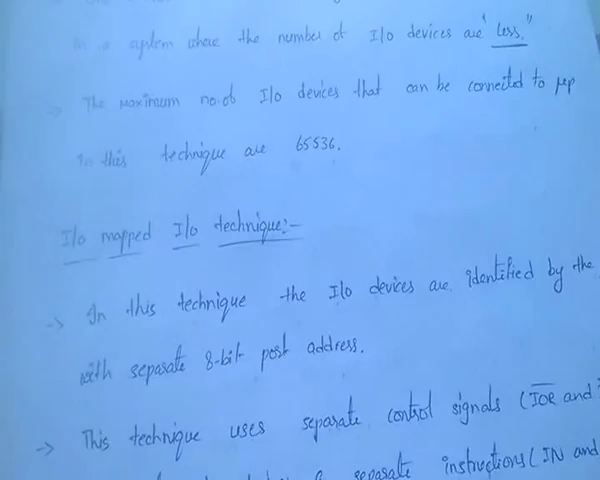 in a system where the number of I/o devices are "less."
-> The maximum no.of I/o devices that can be connected to μp
in this technique are 65536.
I/o mapped I/o technique:-
-> In this technique the I/o devices are identified by the
with separate 8-bit port address.
-> This technique uses separate control signals (IOR and
separate instructions (IN and